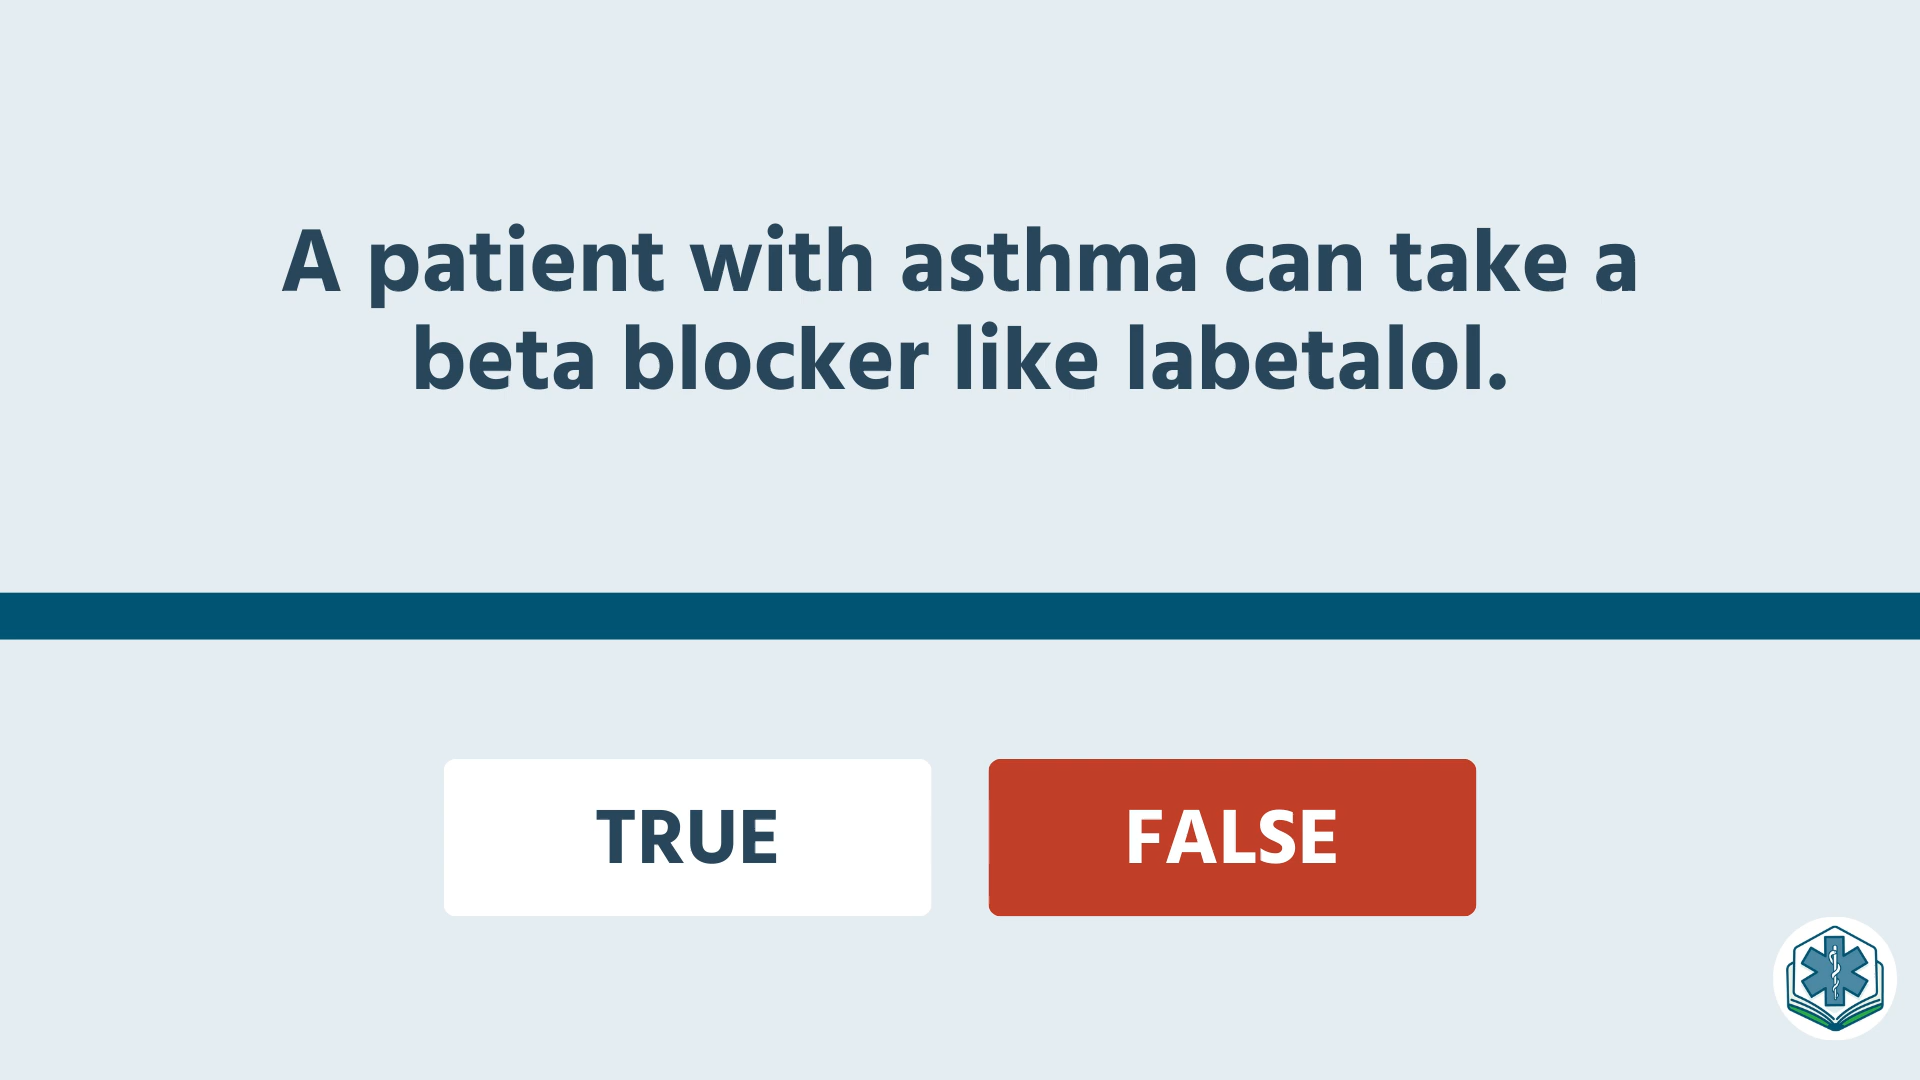 A patient with asthma can take a
beta blocker like labetalol.
TRUE
FALSE